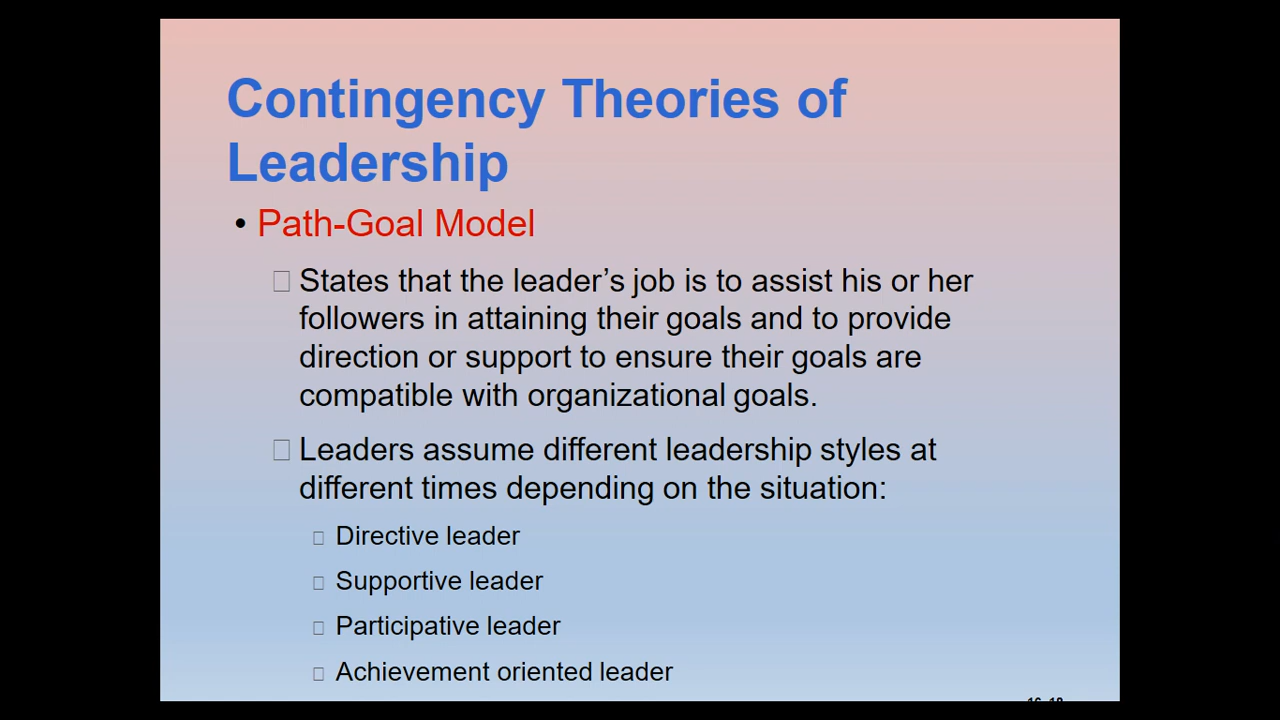 Contingency Theories of
Leadership
• Path-Goal Model
States that the leader’s job is to assist his or her
followers in attaining their goals and to provide
direction or support to ensure their goals are
compatible with organizational goals.
Leaders assume different leadership styles at
different times depending on the situation:
Directive leader
Supportive leader
Participative leader
Achievement oriented leader